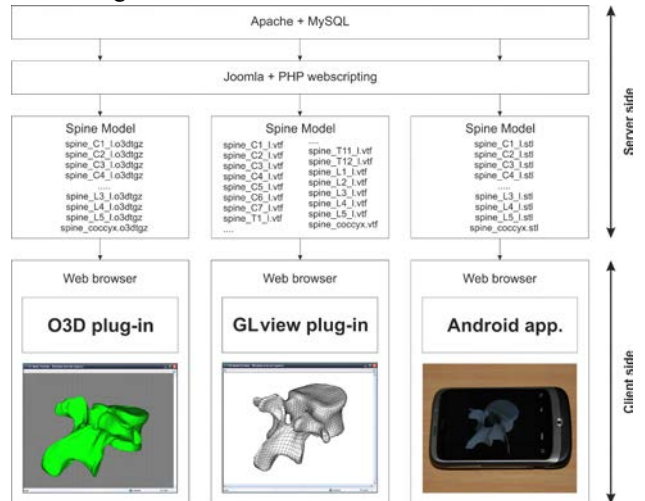 Apache + MySQL
Joomla + PHP webscripting
Server side
Spine Model
spine_C1_l.o3dtgz
spine_C2_l.o3dtgz
spine_C3_l.o3dtgz
spine_C4_l.o3dtgz
.....
spine_L3_l.o3dtgz
spine_L4_l.o3dtgz
spine_L5_l.o3dtgz
spine_coccyx.o3dtgz
Spine Model
spine_C1_l.vtf
spine_C2_l.vtf
spine_C3_l.vtf
spine_C4_l.vtf
spine_C5_l.vtf
spine_C6_l.vtf
spine_C7_l.vtf
spine_T1_l.vtf
....
....
spine_T11_l.vtf
spine_T12_l.vtf
spine_L1_l.vtf
spine_L2_l.vtf
spine_L3_l.vtf
spine_L4_l.vtf
spine_L5_l.vtf
spine_coccyx.vtf
Spine Model
spine_C1_l.stl
spine_C2_l.stl
spine_C3_l.stl
spine_C4_l.stl
.....
spine_L3_l.stl
spine_L4_l.stl
spine_L5_l.stl
spine_coccyx.stl
Web browser
O3D plug-in
Web browser
GLview plug-in
Web browser
Android app.
Client side